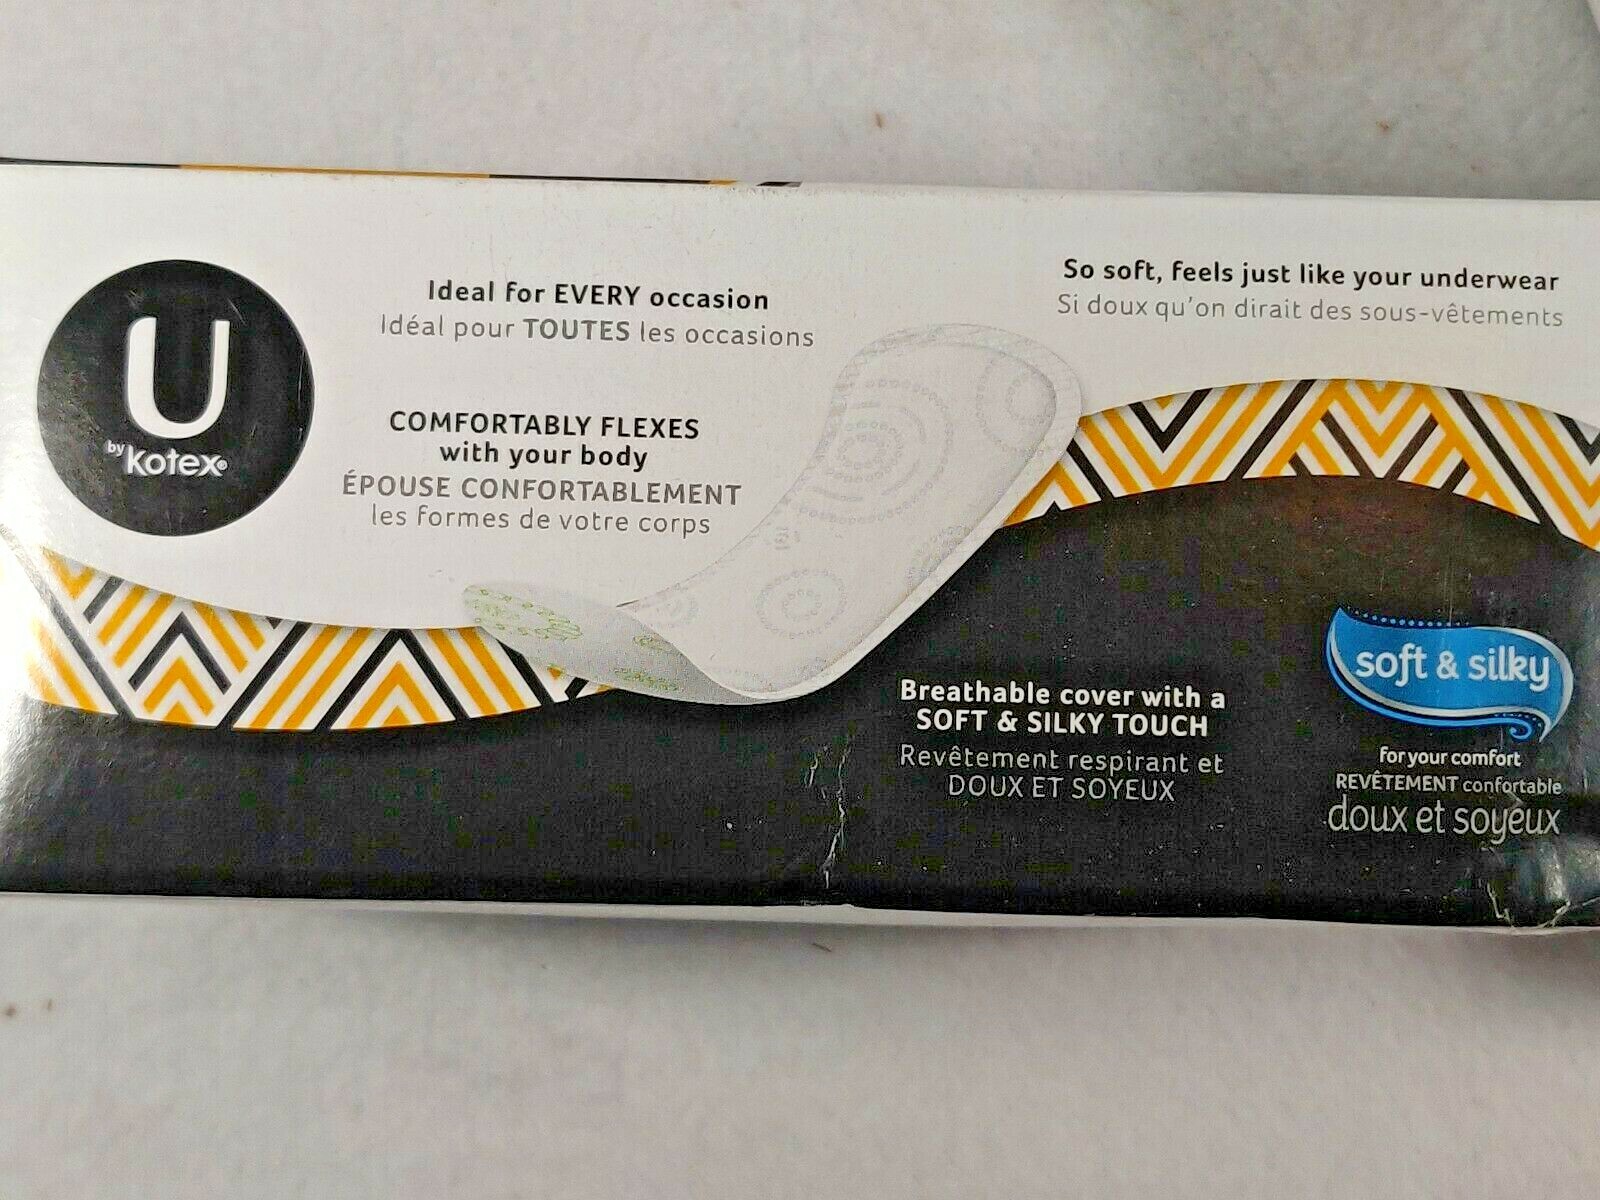 U
by Kotex®
Ideal for EVERY occasion
Idéal pour TOUTES les occasions
COMFORTABLY FLEXES
with your body
ÉPOUSE CONFORTABLEMENT
les formes de votre corps
So soft, feels just like your underwear
Si doux qu'on dirait des sous-vêtements
Breathable cover with a
SOFT & SILKY TOUCH
Revêtement respirant et
DOUX ET SOYEUX
soft & silky
for your comfort
REVÊTEMENT confortable
doux et soyeux